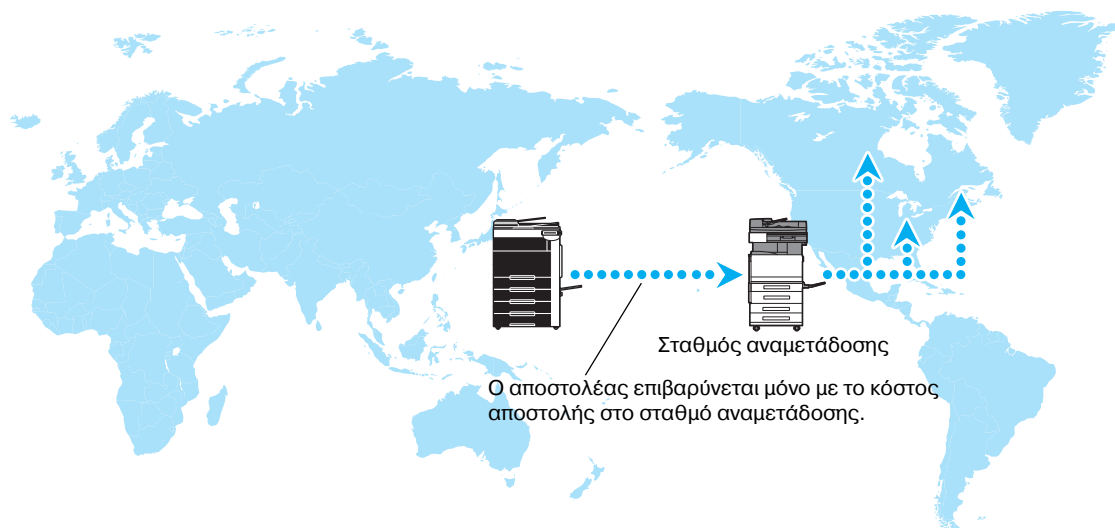 Σταθμός αναμετάδοσης
Ο αποστολέας επιβαρύνεται μόνο με το κόστος
αποστολής στο σταθμό αναμετάδοσης.